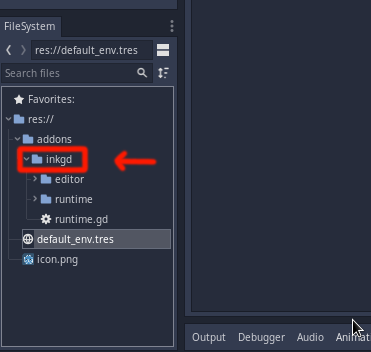 FileSystem
res://default_env.tres
Search files
Favorites:
res://
addons
inkgd
editor
runtime
runtime.gd
default_env.tres
icon.png
Output Debugger Audio Animat